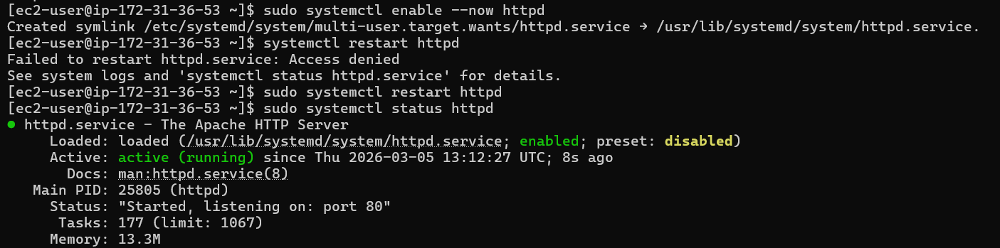 [ec2-user@ip-172-31-36-53 ~]$ sudo systemctl enable --now httpd
Created symlink /etc/systemd/system/multi-user.target.wants/httpd.service → /usr/lib/systemd/system/httpd.service.
[ec2-user@ip-172-31-36-53 ~]$ systemctl restart httpd
Failed to restart httpd.service: Access denied
See system logs and 'systemctl status httpd.service' for details.
[ec2-user@ip-172-31-36-53 ~]$ sudo systemctl restart httpd
[ec2-user@ip-172-31-36-53 ~]$ sudo systemctl status httpd
● httpd.service - The Apache HTTP Server
     Loaded: loaded (/usr/lib/systemd/system/httpd.service; enabled; preset: disabled)
     Active: active (running) since Thu 2026-03-05 13:12:27 UTC; 8s ago
       Docs: man:httpd.service(8)
   Main PID: 25805 (httpd)
     Status: "Started, listening on: port 80"
      Tasks: 177 (limit: 1067)
     Memory: 13.3M